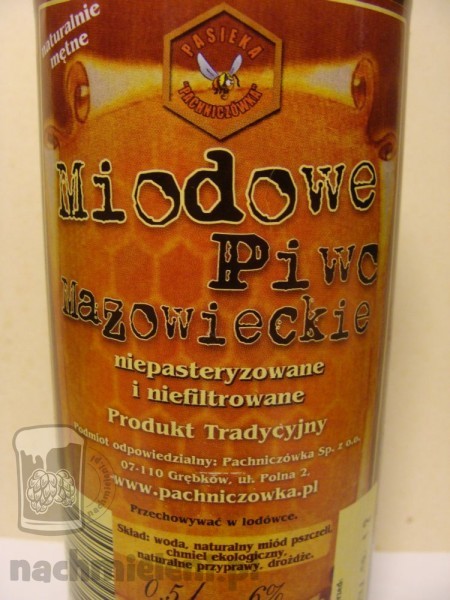 naturalnie
mętne
PASIEKA
"PACHNICZÓWKA"
Miodowe
Piwo
Mazowieckie
niepasteryzowane
i niefiltrowane
Produkt Tradycyjny
Podmiot odpowiedzialny: Pachniczówka Sp. z o.o.
07-110 Grębków, ul. Polna 2.
www.pachniczowka.pl
Przechowywać w lodówce.
Skład: woda, naturalny miód pszczeli,
chmiel ekologiczny,
naturalne przyprawy, drożdże.
0,5 l 6%
nachmieleni.pl